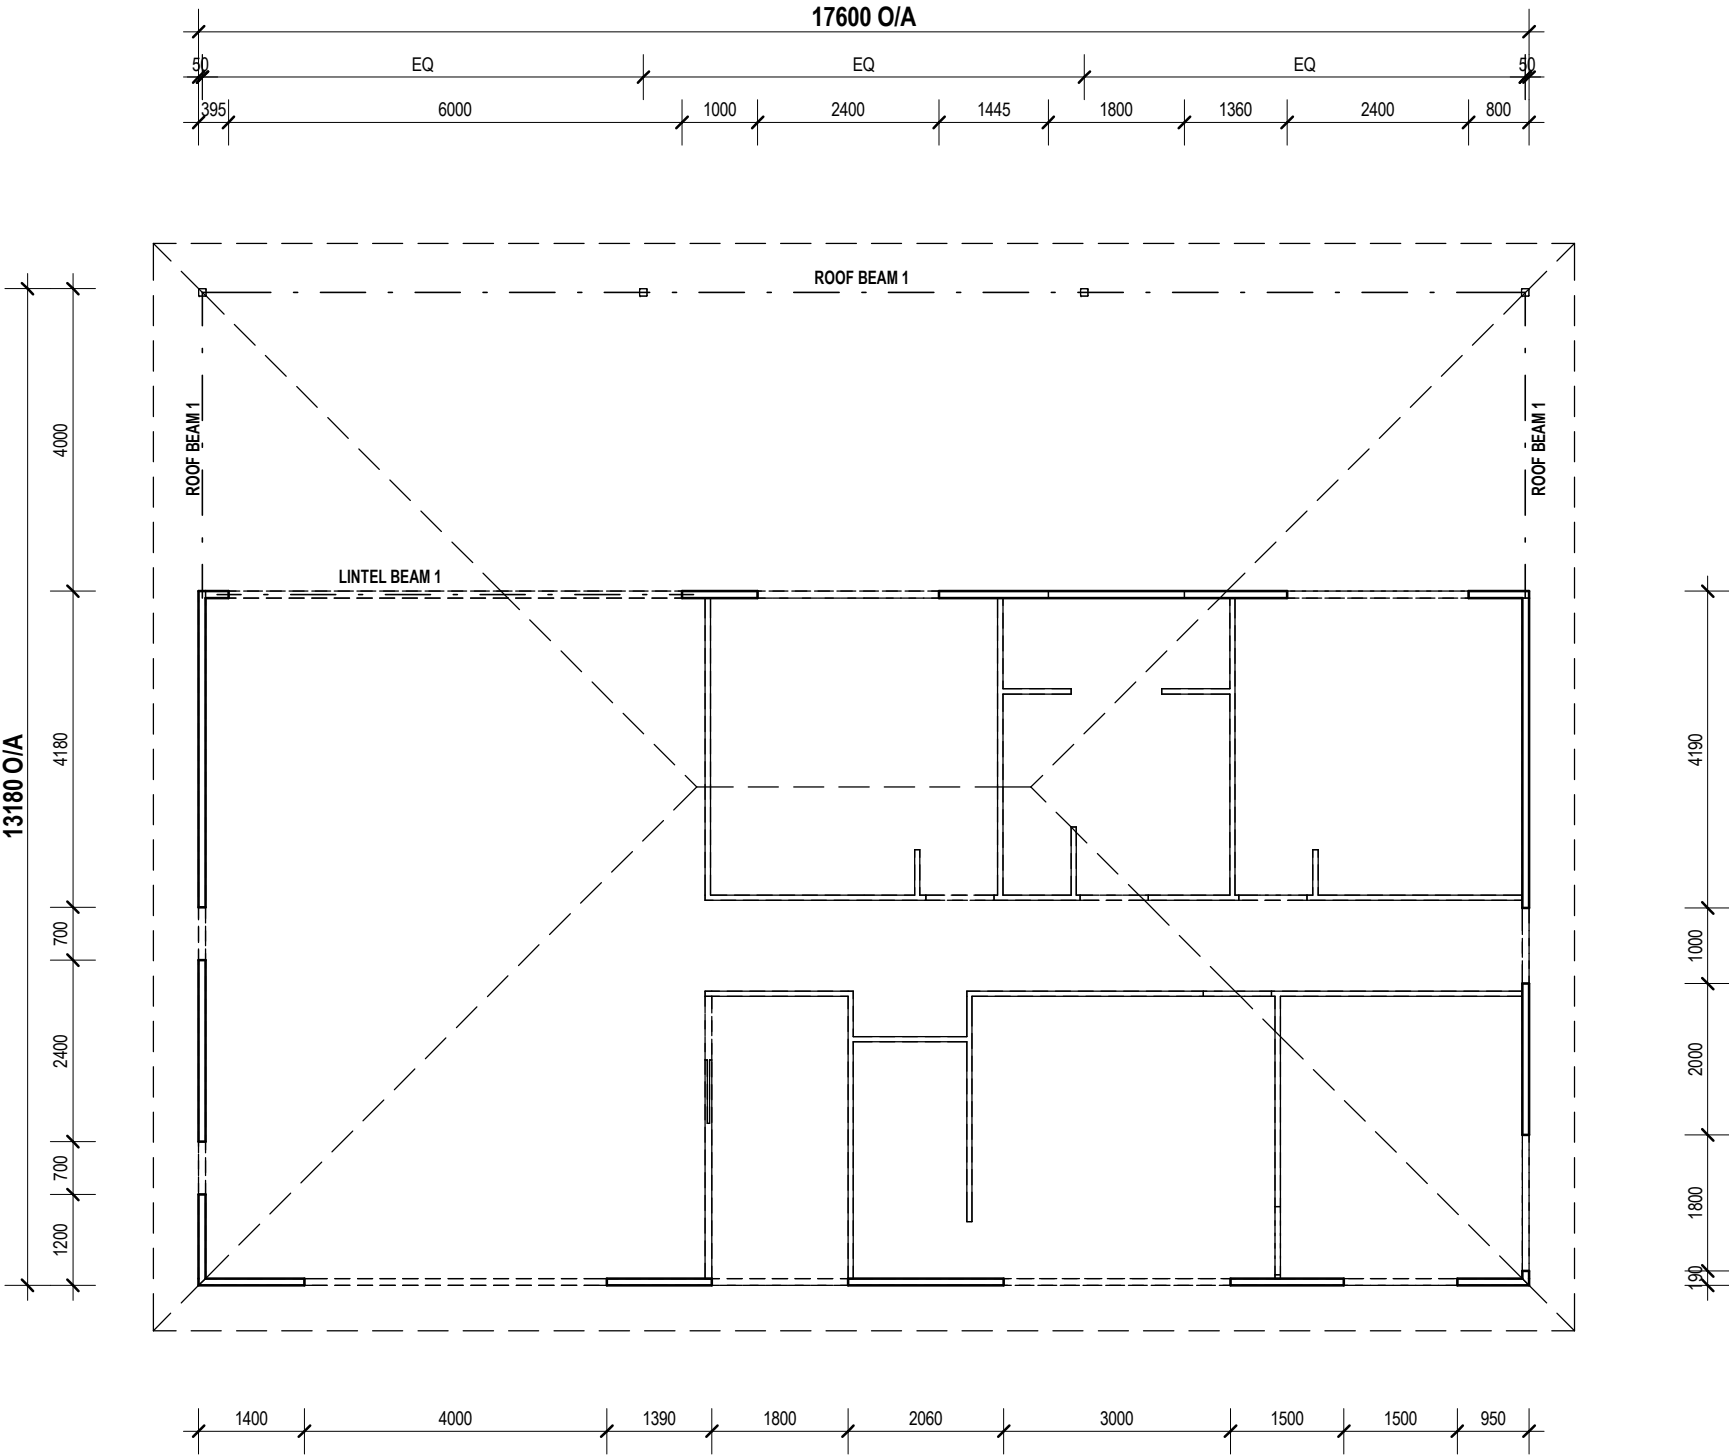 17600 O/A
50 EQ EQ EQ 50
395 6000 1000 2400 1445 1800 1360 2400 800
ROOF BEAM 1
ROOF BEAM 1
ROOF BEAM 1
LINTEL BEAM 1
13180 O/A
4000
4180
700
2400
700
1200
4190
1000
2000
1800
190
1400 4000 1390 1800 2060 3000 1500 1500 950